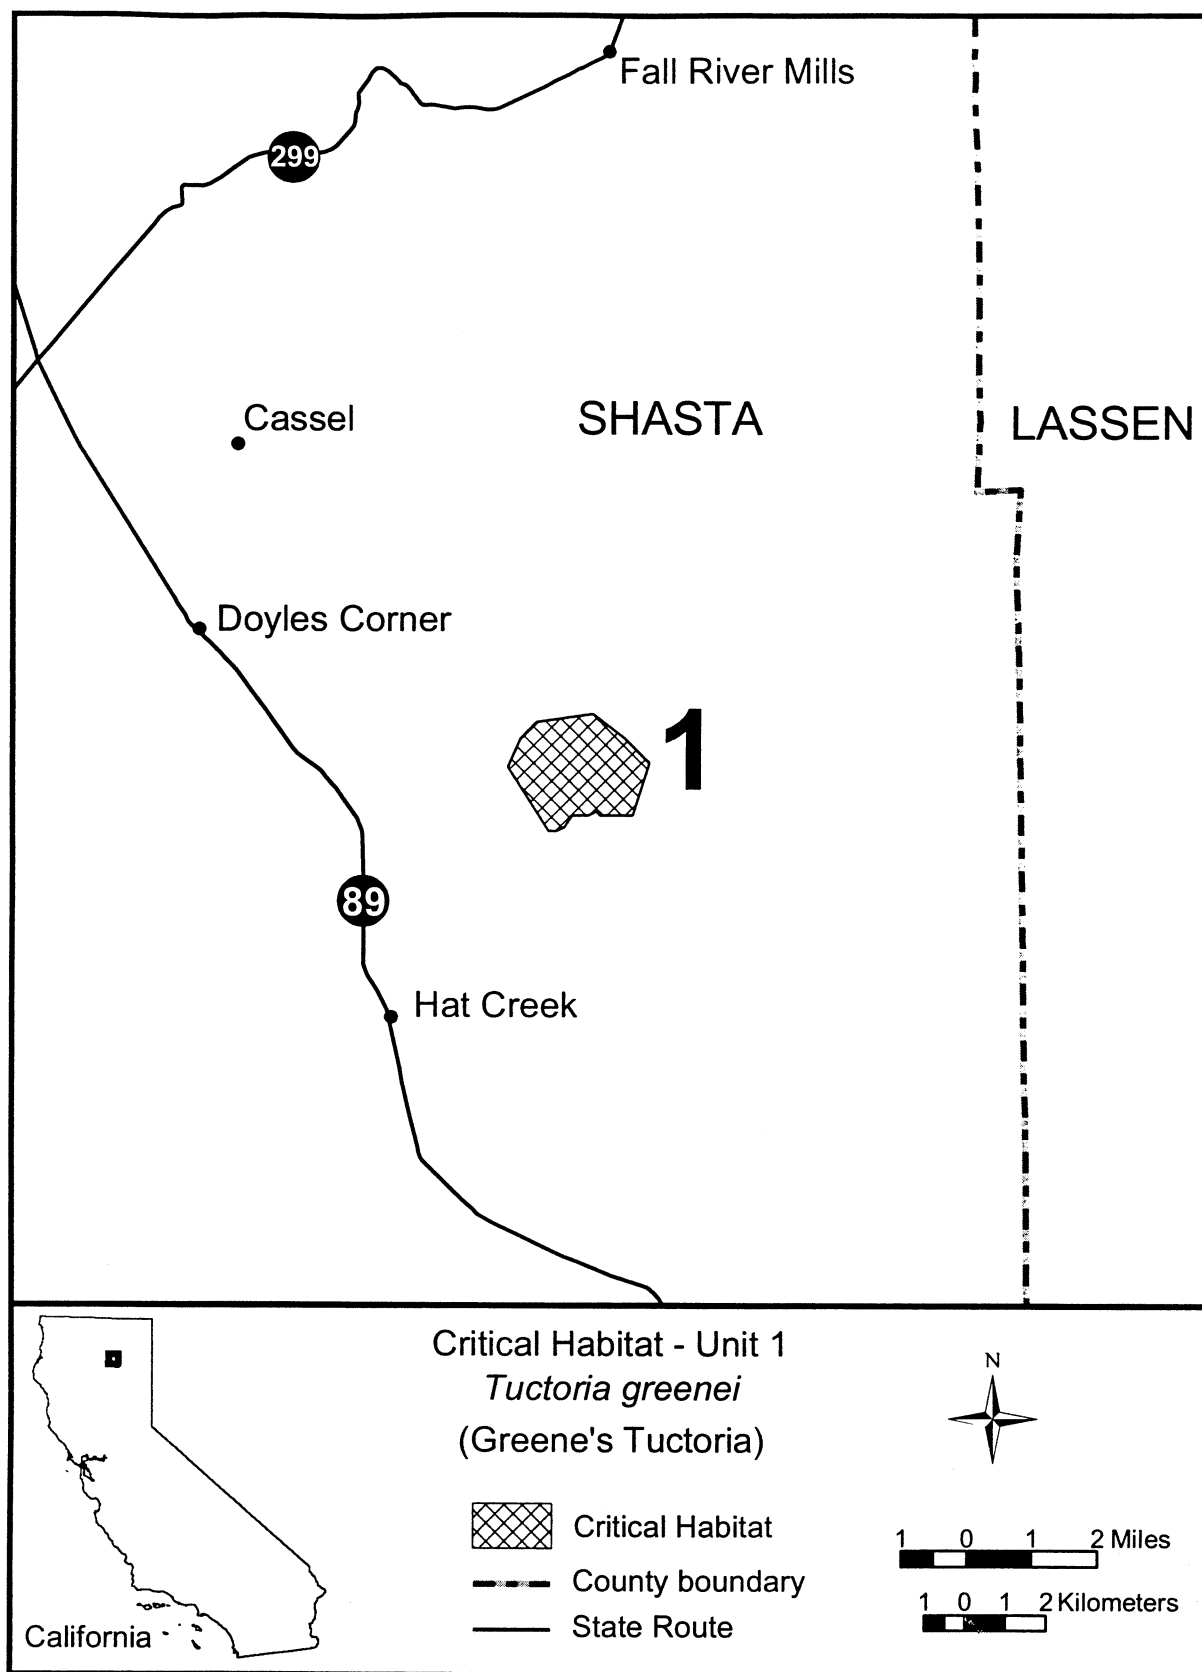 Fall River Mills
299
Cassel
SHASTA
LASSEN
Doyles Corner
1
89
Hat Creek
Critical Habitat - Unit 1
Tuctoria greenei
(Greene's Tuctoria)
N
Critical Habitat
County boundary
State Route
1 0 1 2 Miles
1 0 1 2 Kilometers
California